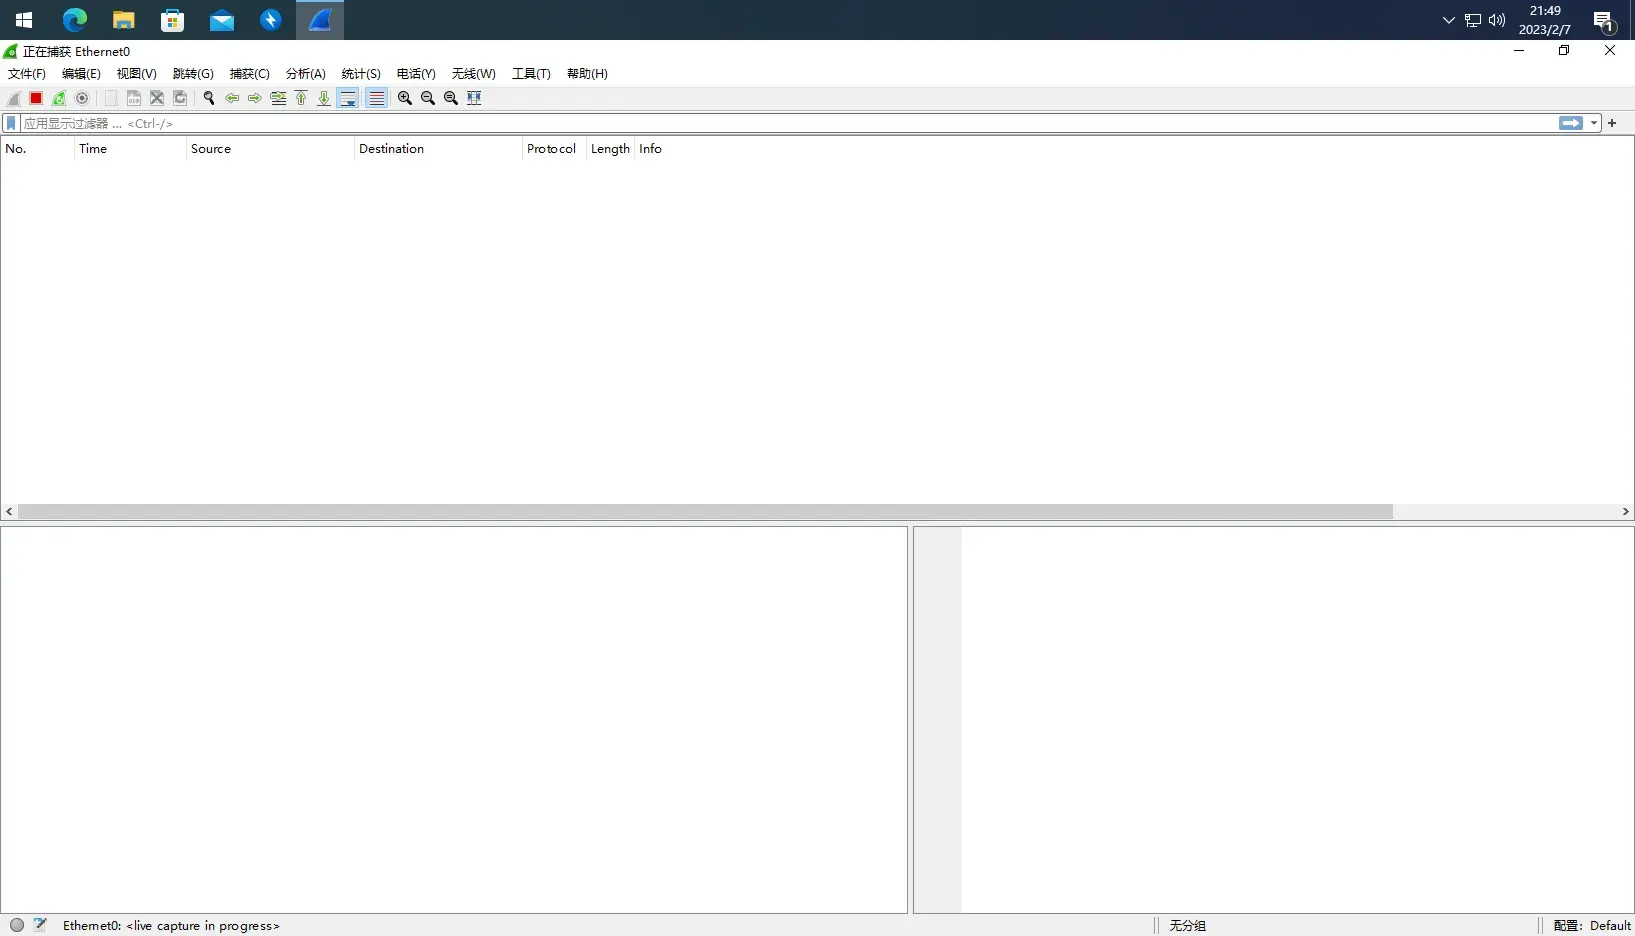 21:49
2023/2/7
1
正在捕获 Ethernet0
文件(F) 编辑(E) 视图(V) 跳转(G) 捕获(C) 分析(A) 统计(S) 电话(Y) 无线(W) 工具(T) 帮助(H)
应用显示过滤器 … <Ctrl-/>
No. Time Source Destination Protocol Length Info
Ethernet0: <live capture in progress> 无分组 配置: Default